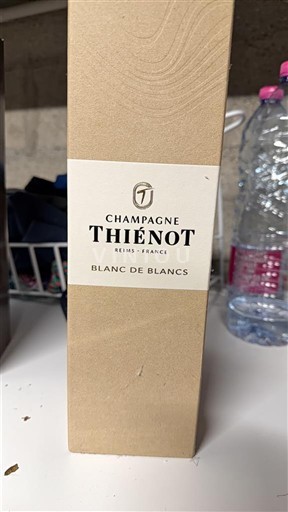 CHAMPAGNE
THIÉNOT
REIMS - FRANCE
BLANC DE BLANCS